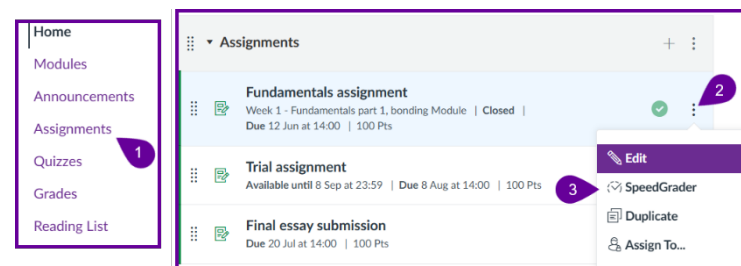 Home
Modules
Announcements
Assignments
1
Quizzes
Grades
Reading List
Assignments
Fundamentals assignment
Week 1 - Fundamentals part 1, bonding Module | Closed |
Due 12 Jun at 14:00 | 100 Pts
2
Trial assignment
Available until 8 Sep at 23:59 | Due 8 Aug at 14:00 | 100 Pts
Final essay submission
Due 20 Jul at 14:00 | 100 Pts
Edit
3
SpeedGrader
Duplicate
Assign To...